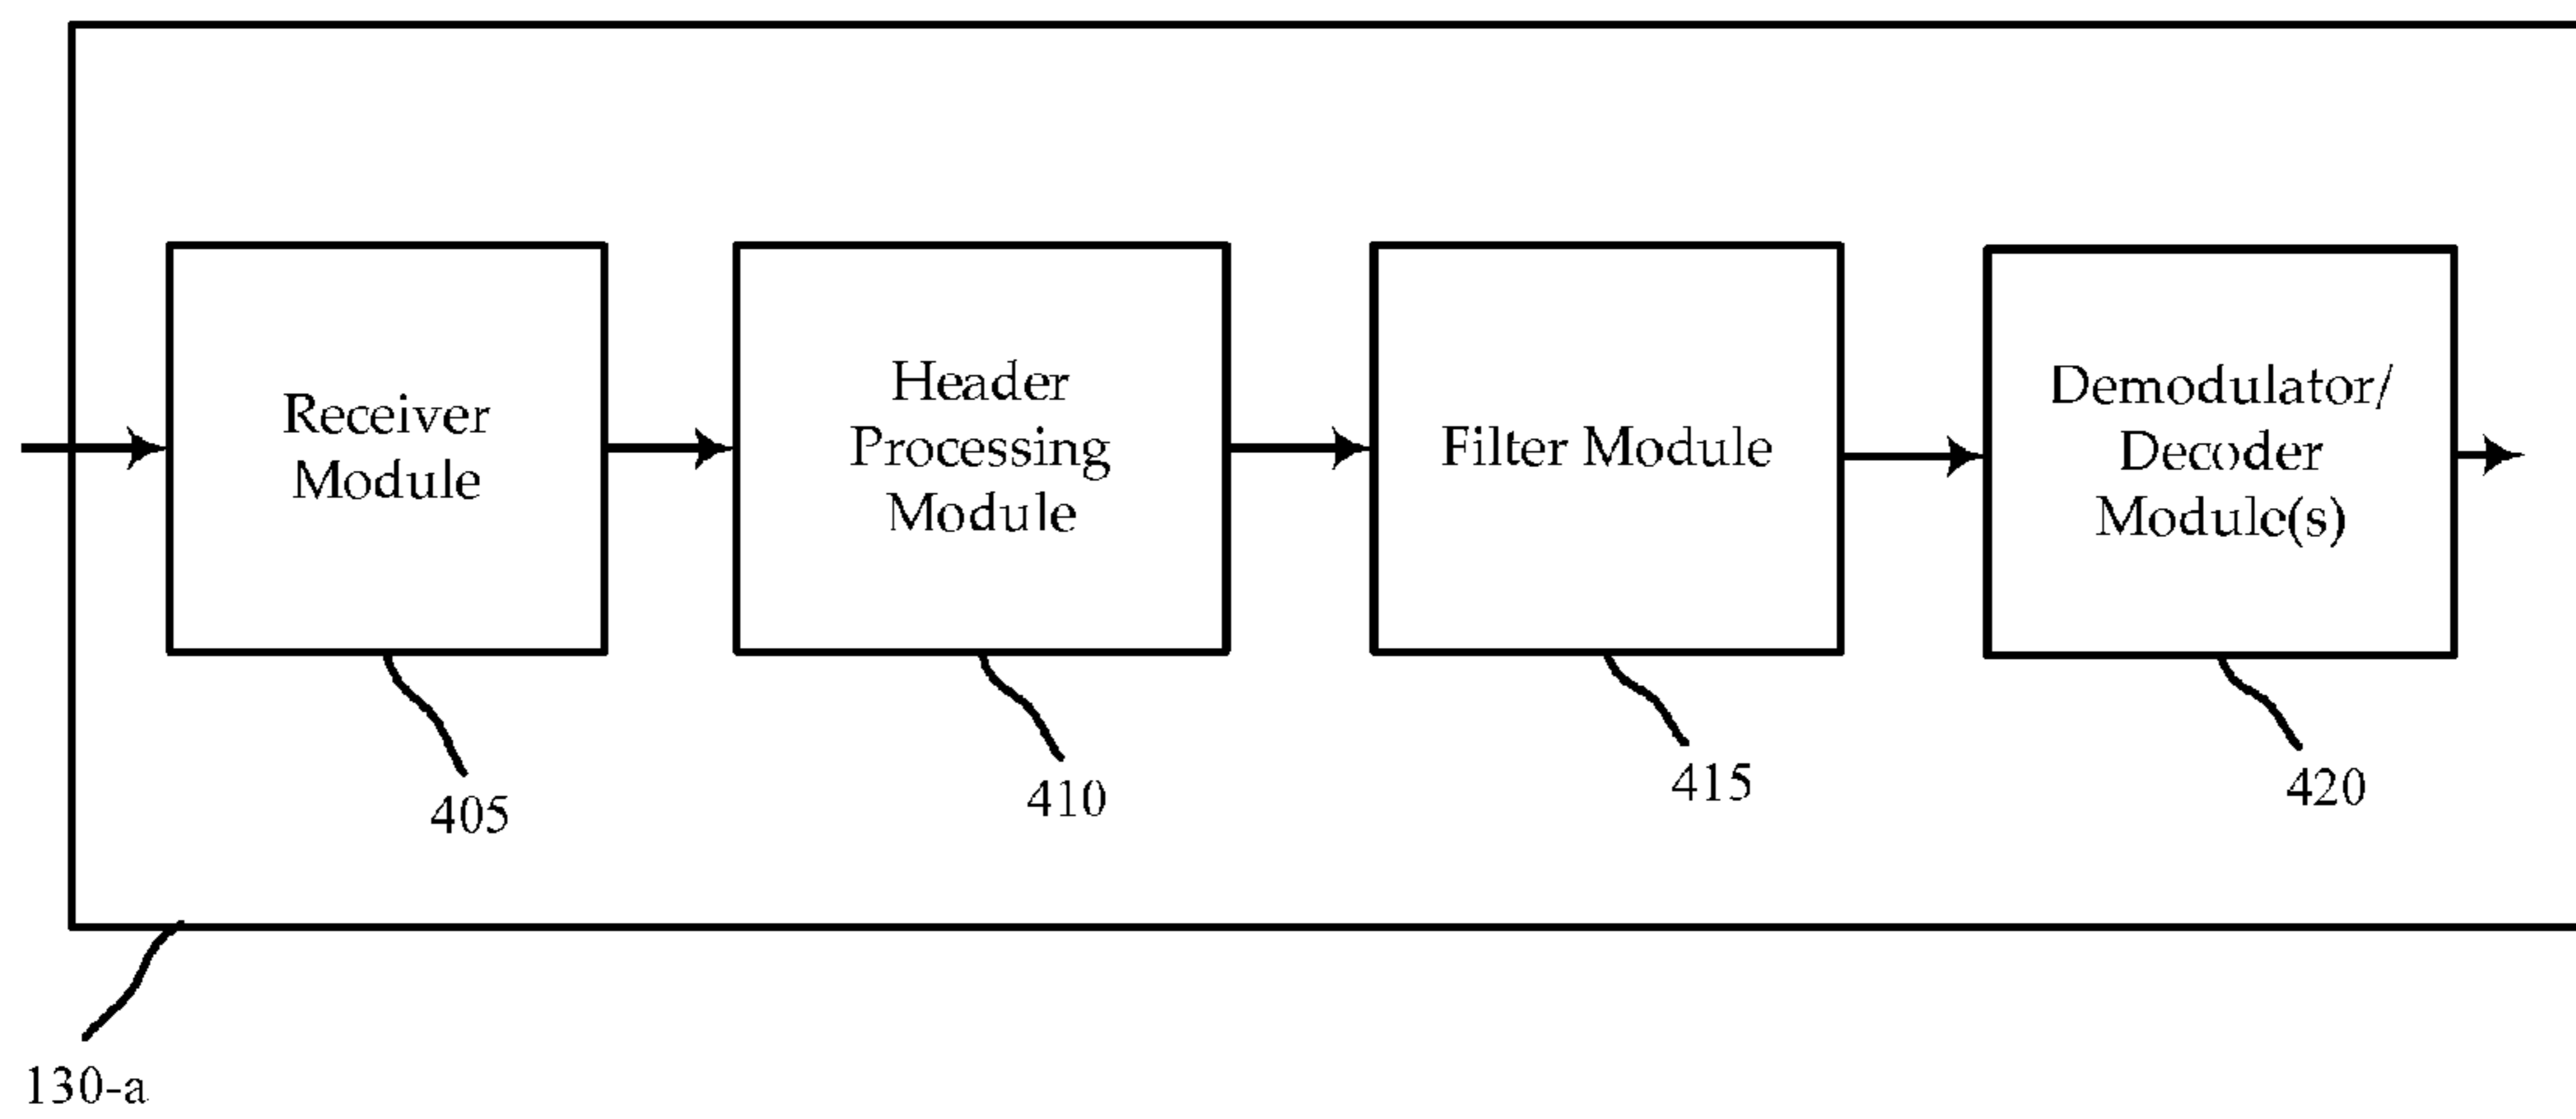 Receiver
Module
Header
Processing
Module
Filter Module
Demodulator/
Decoder
Module(s)
405
410
415
420
130-a